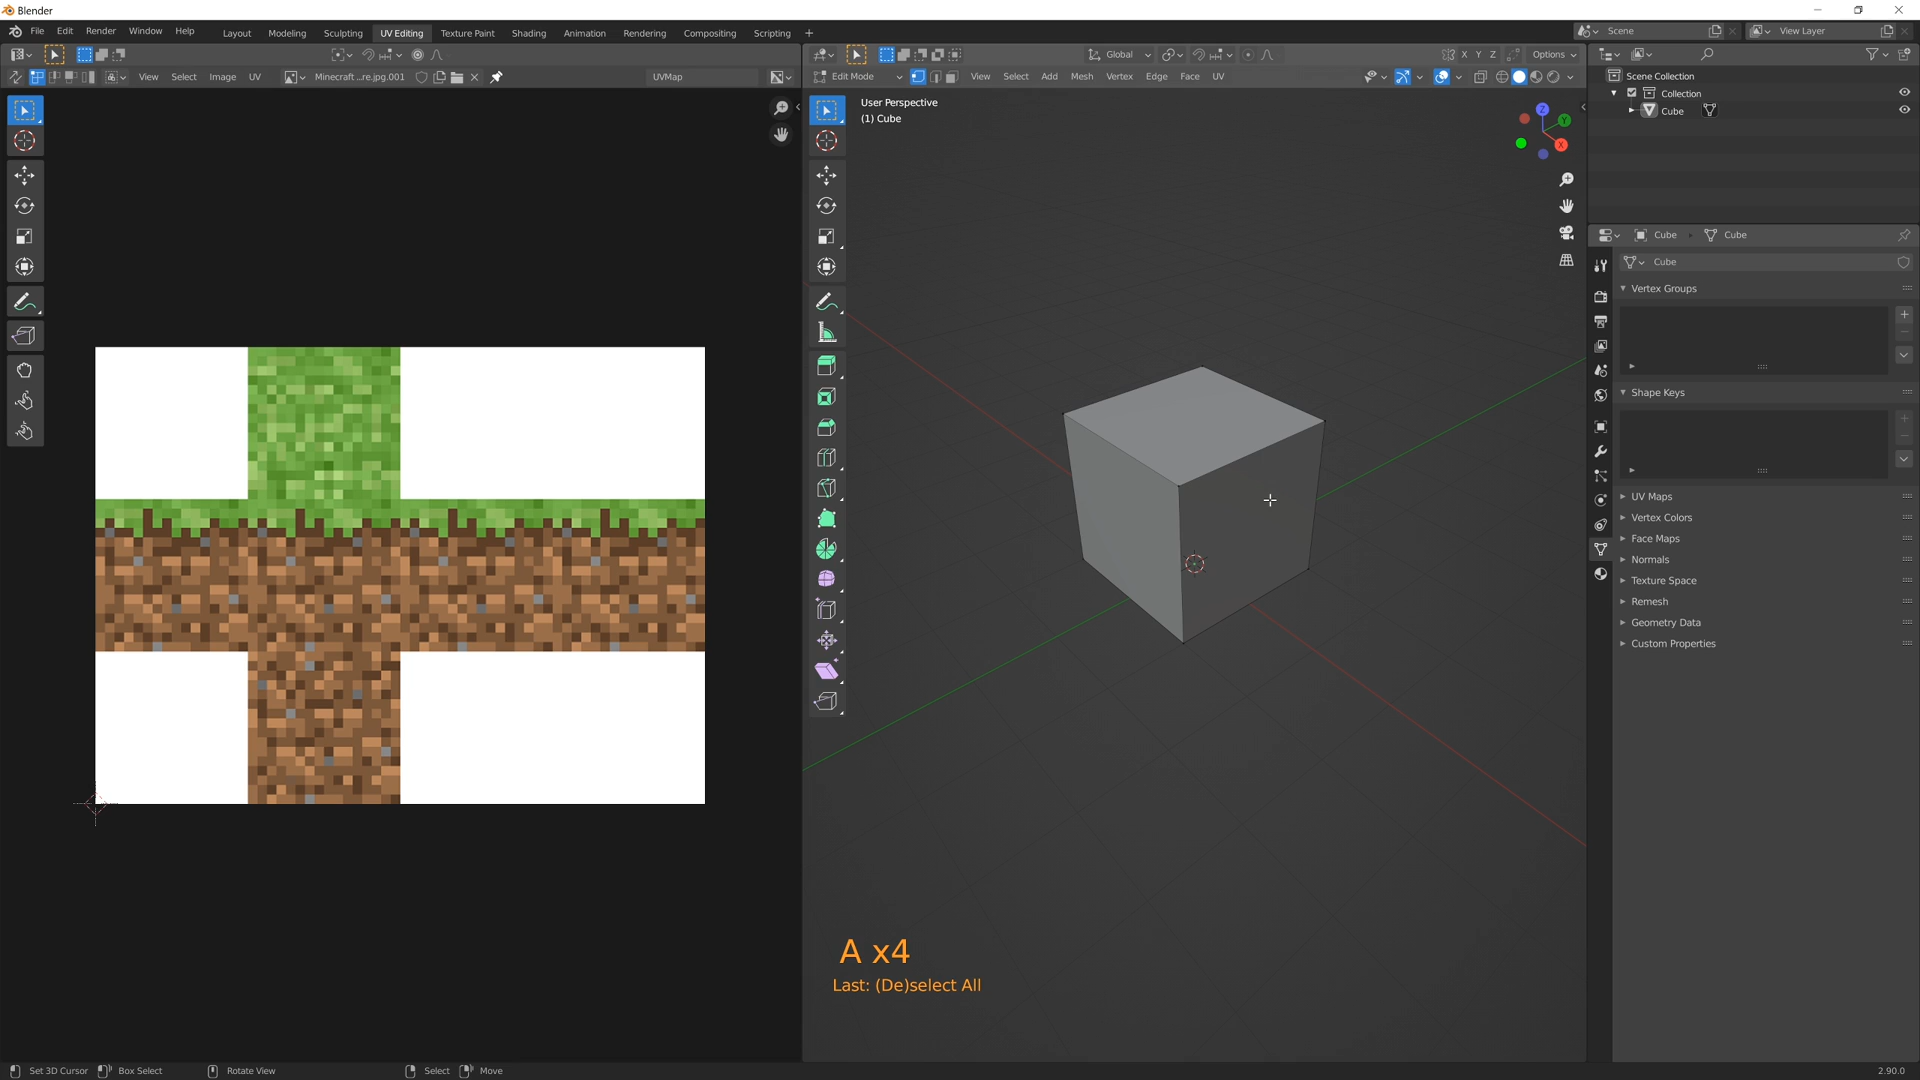 Blender
File Edit Render Window Help Layout Modeling Sculpting UV Editing Texture Paint Shading Animation Rendering Compositing Scripting + Scene View Layer
Global X Y Z Options
View Select Image UV Minecraft ...re.jpg.001 UVMap Edit Mode View Select Add Mesh Vertex Edge Face UV
Scene Collection
Collection
Cube
User Perspective
(1) Cube
Z
Y
X
Cube Cube
Cube
Vertex Groups
Shape Keys
UV Maps
Vertex Colors
Face Maps
Normals
Texture Space
Remesh
Geometry Data
Custom Properties
A x4
Last: (De)select All
Set 3D Cursor Box Select Rotate View Select Move 2.90.0